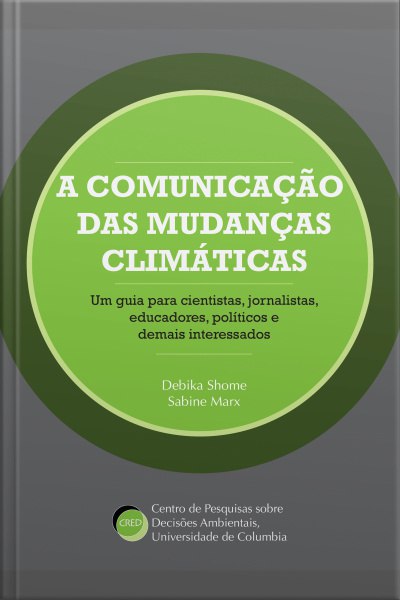 A COMUNICAÇÃO
DAS MUDANÇAS
CLIMÁTICAS
Um guia para cientistas, jornalistas,
educadores, políticos e
demais interessados
Debika Shome
Sabine Marx
CRED
Centro de Pesquisas sobre
Decisões Ambientais,
Universidade de Columbia